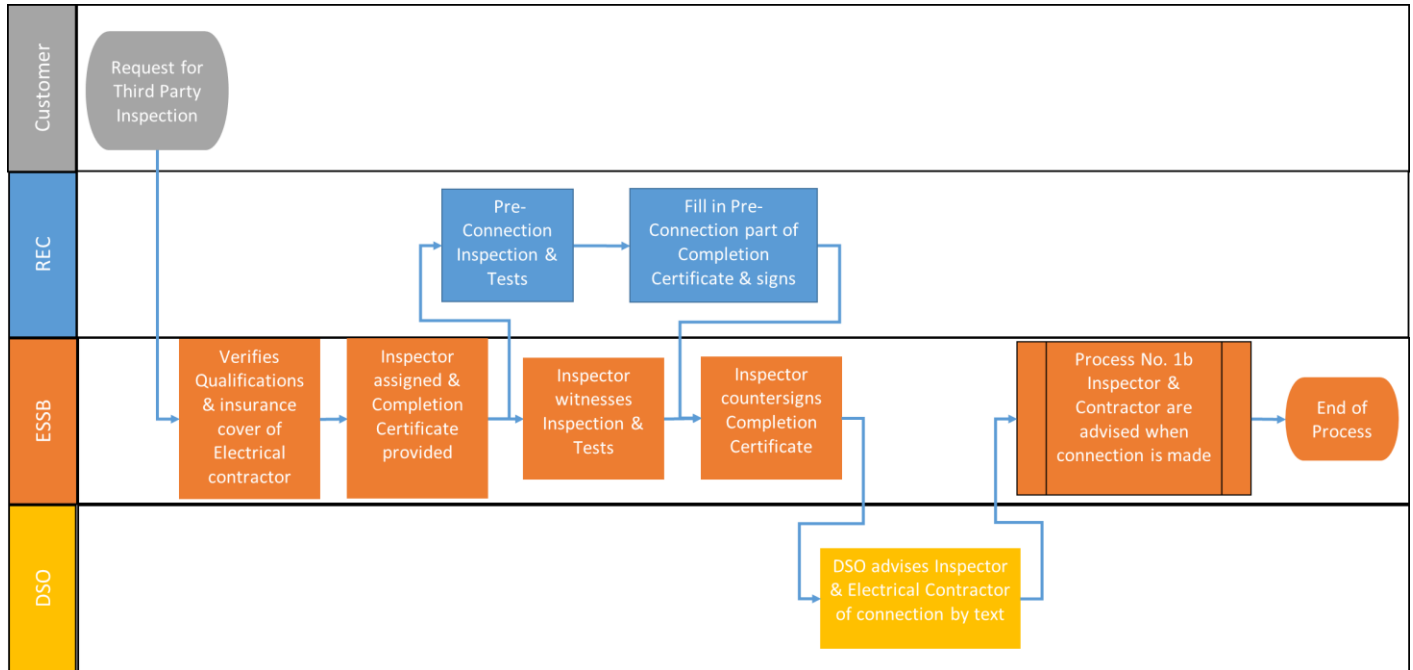 Customer
Request for
Third Party
Inspection
REC
Pre-
Connection
Inspection &
Tests
Fill in Pre-
Connection part of
Completion
Certificate & signs
ESSB
Verifies
Qualifications
& insurance
cover of
Electrical
contractor
Inspector
assigned &
Completion
Certificate
provided
Inspector
witnesses
Inspection &
Tests
Inspector
countersigns
Completion
Certificate
Process No. 1b
Inspector &
Contractor are
advised when
connection is made
End of
Process
DSO
DSO advises Inspector
& Electrical Contractor
of connection by text